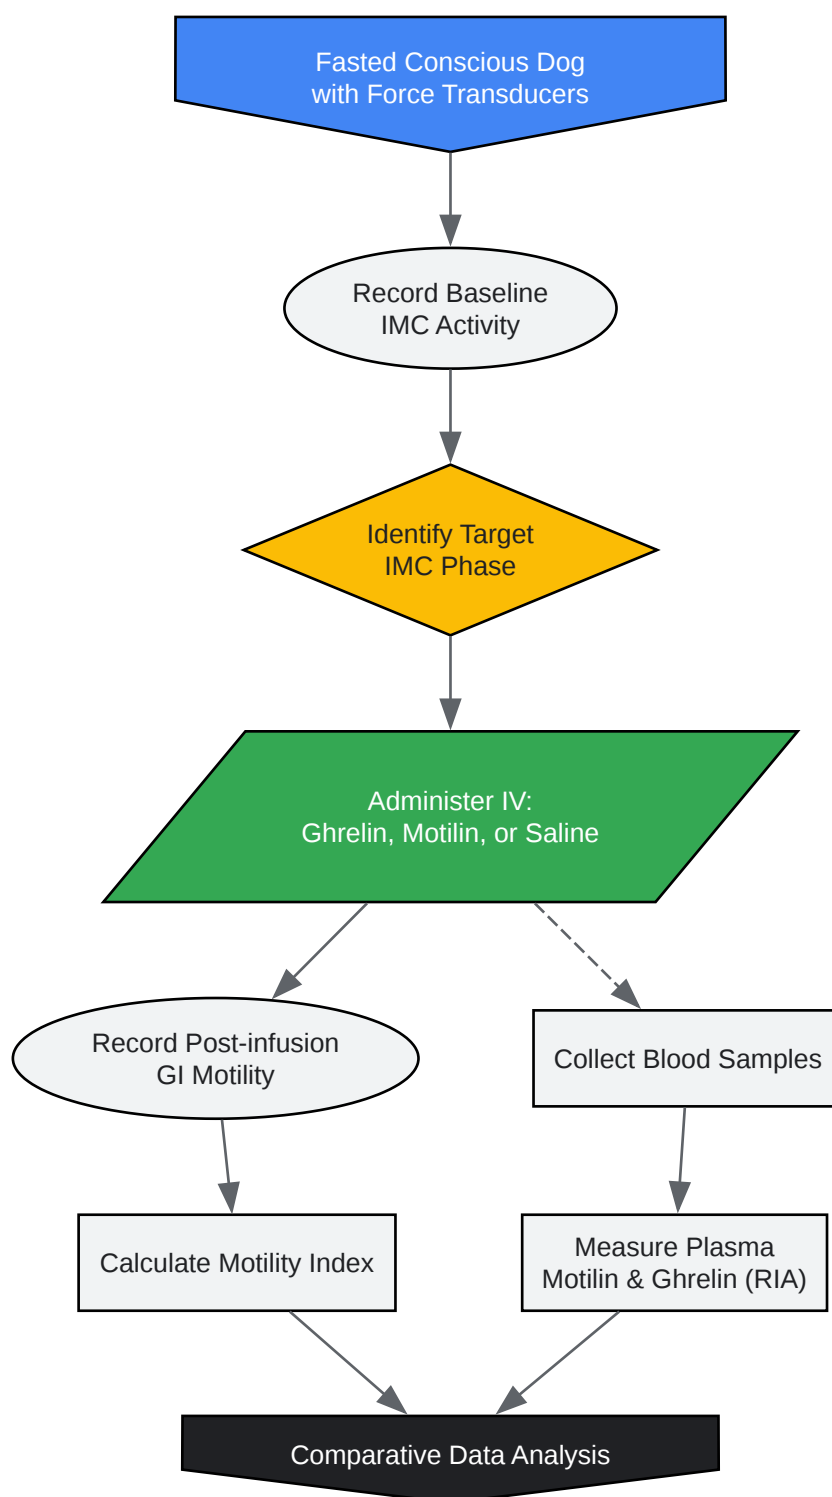 Fasted Conscious Dog
with Force Transducers
Record Baseline
IMC Activity
Identify Target
IMC Phase
Administer IV:
Ghrelin, Motilin, or Saline
Record Post-infusion
GI Motility
Collect Blood Samples
Calculate Motility Index
Measure Plasma
Motilin & Ghrelin (RIA)
Comparative Data Analysis